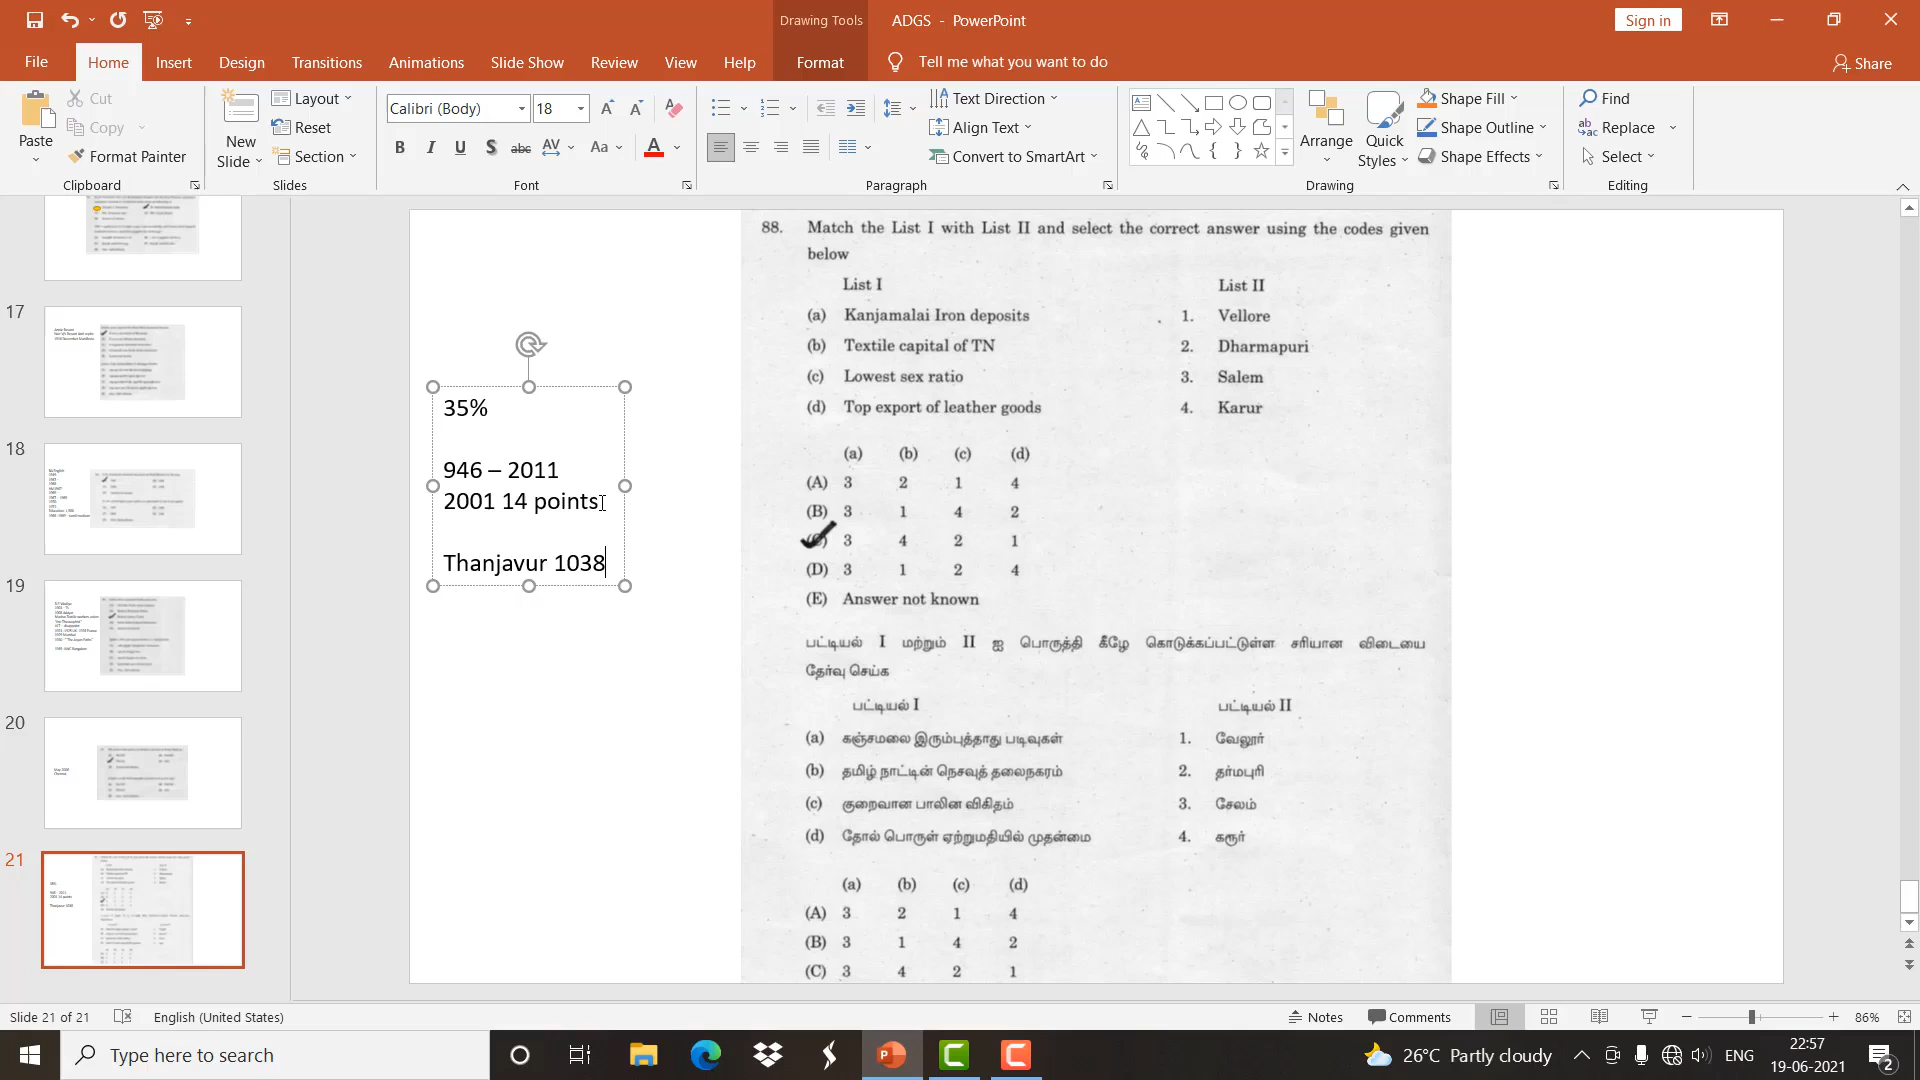 Drawing Tools
ADGS - PowerPoint
Sign in
File Home Insert Design Transitions Animations Slide Show Review View Help Format Tell me what you want to do Share
Paste
Cut
Copy
Format Painter
Clipboard
New Slide
Layout
Reset
Section
Slides
Calibri (Body) 18
Font
Text Direction
Align Text
Convert to SmartArt
Paragraph
Arrange
Quick Styles
Shape Fill
Shape Outline
Shape Effects
Drawing
Find
Replace
Select
Editing
17
18
19
20
21
35%
946 – 2011
2001 14 points
Thanjavur 1038
88. Match the List I with List II and select the correct answer using the codes given
below
List I List II
(a) Kanjamalai Iron deposits 1. Vellore
(b) Textile capital of TN 2. Dharmapuri
(c) Lowest sex ratio 3. Salem
(d) Top export of leather goods 4. Karur
(a) (b) (c) (d)
(A) 3 2 1 4
(B) 3 1 4 2
(C) 3 4 2 1
(D) 3 1 2 4
(E) Answer not known
பட்டியல் I மற்றும் II ஐ பொருத்தி கீழே கொடுக்கப்பட்டுள்ள சரியான விடையை
தேர்வு செய்க
பட்டியல் I பட்டியல் II
(a) கஞ்சமலை இரும்புத்தாது படிவுகள் 1. வேலூர்
(b) தமிழ் நாட்டின் நெசவுத் தலைநகரம் 2. தர்மபுரி
(c) குறைவான பாலின விகிதம் 3. சேலம்
(d) தோல் பொருள் ஏற்றுமதியில் முதன்மை 4. கரூர்
(a) (b) (c) (d)
(A) 3 2 1 4
(B) 3 1 4 2
(C) 3 4 2 1
Slide 21 of 21 English (United States) Notes Comments 86%
Type here to search
26°C Partly cloudy ENG
22:57
19-06-2021
2